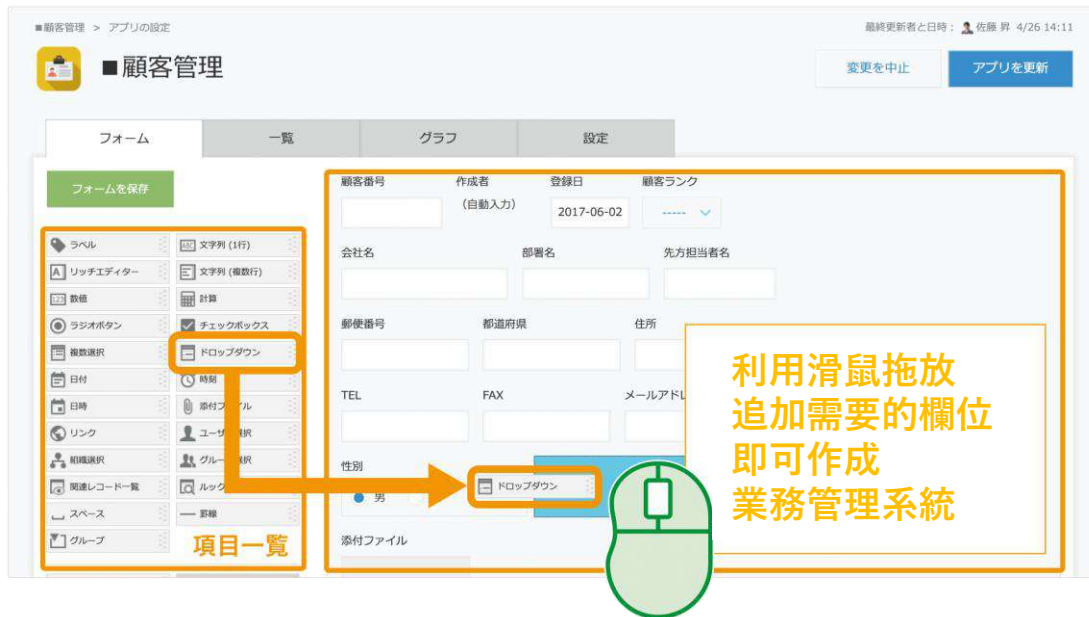 ■顧客管理 > アプリの設定
最終更新者と日時： 佐藤 昇 4/26 14:11
■顧客管理
変更を中止
アプリを更新
フォーム
一覧
グラフ
設定
フォームを保存
ラベル
文字列 (1行)
リッチエディター
文字列 (複数行)
数値
計算
ラジオボタン
チェックボックス
複数選択
ドロップダウン
日付
時刻
日時
添付ファイル
リンク
組織選択
関連レコード一覧
スペース
罫線
グループ
項目一覧
顧客番号
作成者
登録日
顧客ランク
（自動入力）
2017-06-02
-----
会社名
部署名
先方担当者名
郵便番号
都道府県
住所
TEL
FAX
メールアドレ
性別
男
ドロップダウン
添付ファイル
利用滑鼠拖放
追加需要的欄位
即可作成
業務管理系統